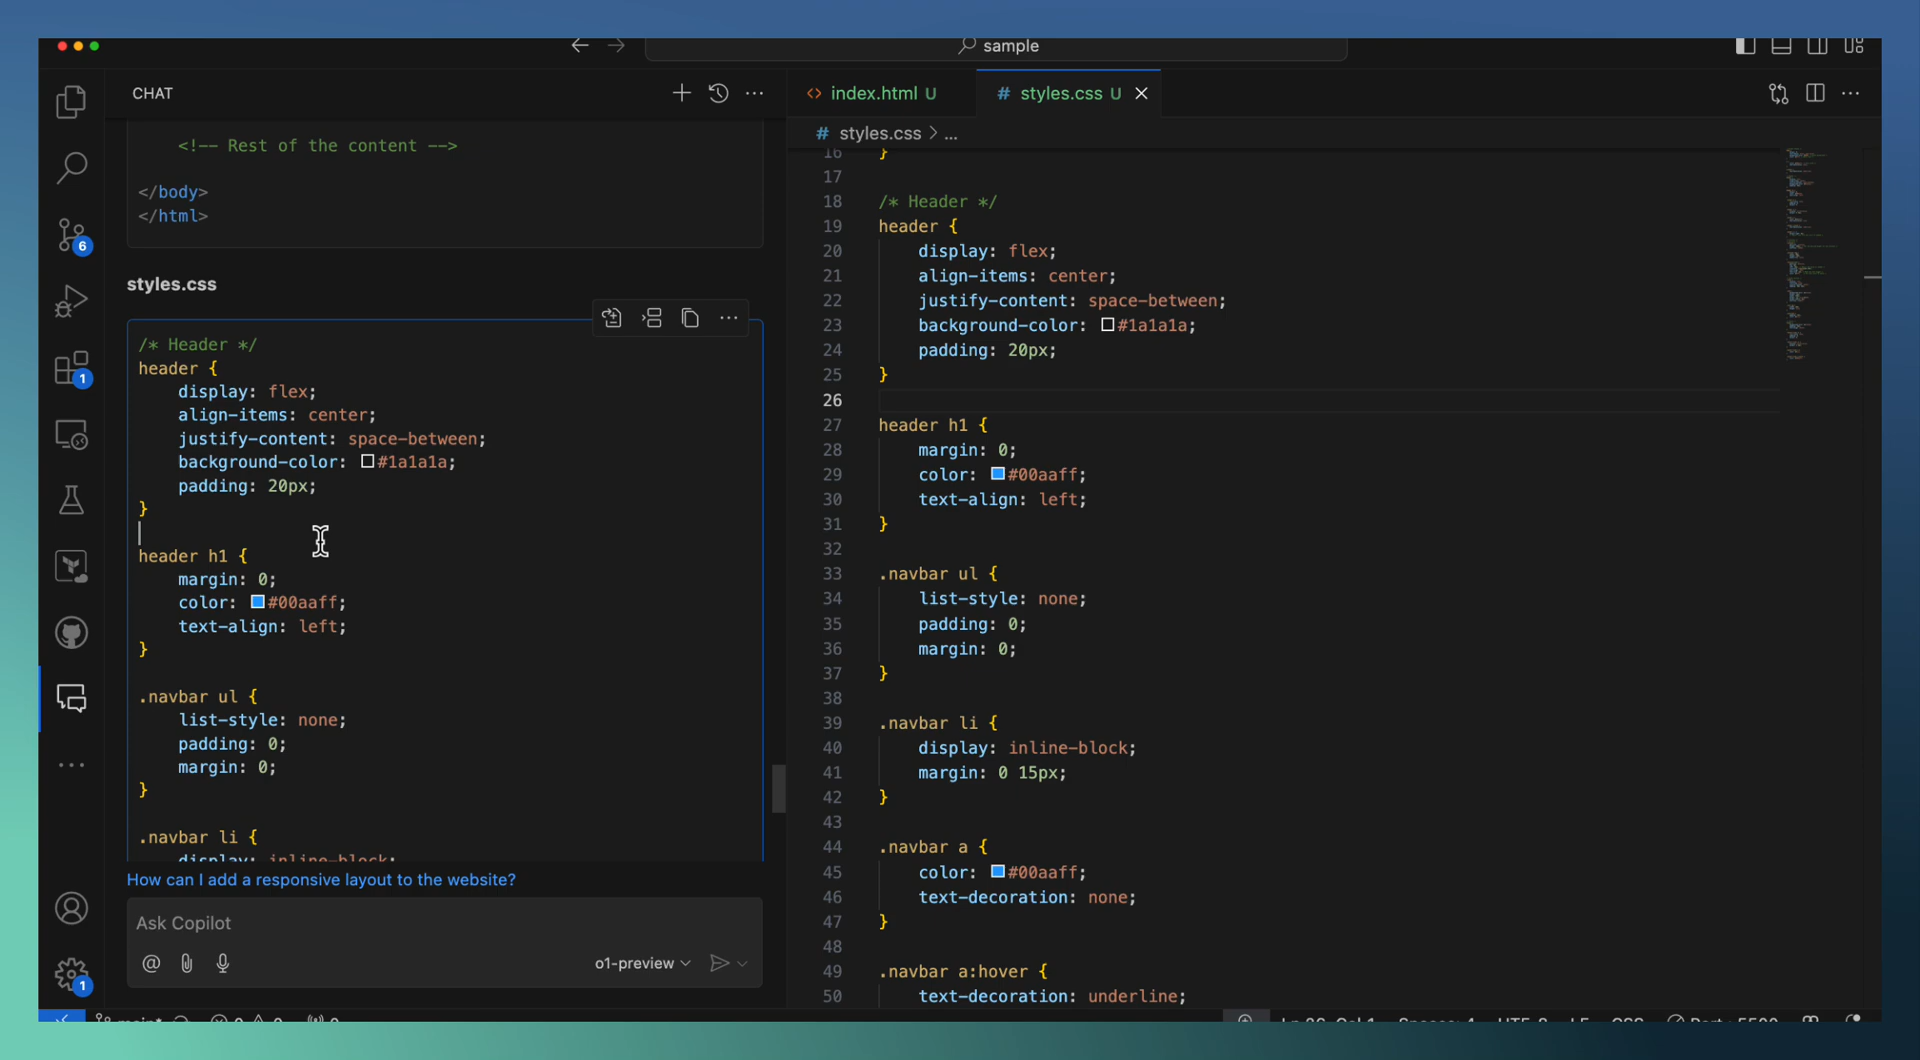 sample
CHAT
<!-- Rest of the content -->
</body>
</html>
styles.css
/* Header */
header {
display: flex;
align-items: center;
justify-content: space-between;
background-color: #1a1a1a;
padding: 20px;
}
header h1 {
margin: 0;
color: #00aaff;
text-align: left;
}
.navbar ul {
list-style: none;
padding: 0;
margin: 0;
}
.navbar li {
display: inline-block;
How can I add a responsive layout to the website?
Ask Copilot
@
o1-preview
6
1
1
index.html U
# styles.css U
# styles.css > ...
16 }
17
18 /* Header */
19 header {
20 display: flex;
21 align-items: center;
22 justify-content: space-between;
23 background-color: #1a1a1a;
24 padding: 20px;
25 }
26
27 header h1 {
28 margin: 0;
29 color: #00aaff;
30 text-align: left;
31 }
32
33 .navbar ul {
34 list-style: none;
35 padding: 0;
36 margin: 0;
37 }
38
39 .navbar li {
40 display: inline-block;
41 margin: 0 15px;
42 }
43
44 .navbar a {
45 color: #00aaff;
46 text-decoration: none;
47 }
48
49 .navbar a:hover {
50 text-decoration: underline;